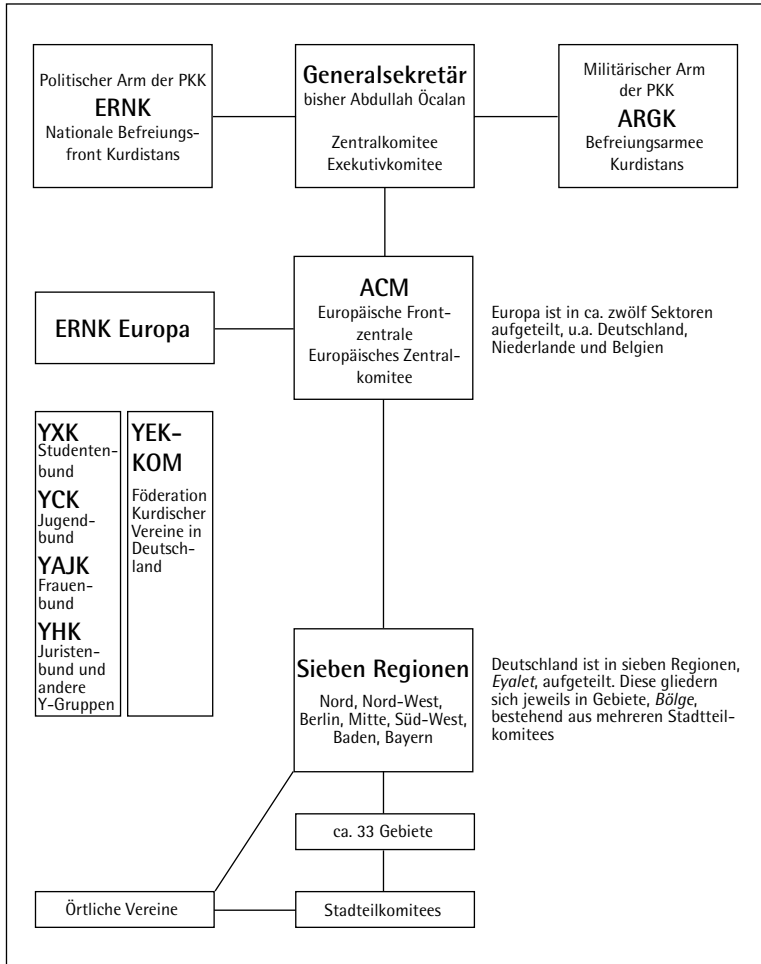 Politischer Arm der PKK
ERNK
Nationale Befreiungs-
front Kurdistans
Generalsekretär
bisher Abdullah Öcalan
Zentralkomitee
Exekutivkomitee
Militärischer Arm
der PKK
ARGK
Befreiungsarmee
Kurdistans
ERNK Europa
ACM
Europäische Front-
zentrale
Europäisches Zentral-
komitee
Europa ist in ca. zwölf Sektoren
aufgeteilt, u.a. Deutschland,
Niederlande und Belgien
YXK
Studenten-
bund
YCK
Jugend-
bund
YAJK
Frauen-
bund
YHK
Juristen-
bund und
andere
Y-Gruppen
YEK-
KOM
Föderation
Kurdischer
Vereine in
Deutsch-
land
Sieben Regionen
Nord, Nord-West,
Berlin, Mitte, Süd-West,
Baden, Bayern
Deutschland ist in sieben Regionen,
Eyalet, aufgeteilt. Diese gliedern
sich jeweils in Gebiete, Bölge,
bestehend aus mehreren Stadtteil-
komitees
ca. 33 Gebiete
Örtliche Vereine
Stadteilkomitees